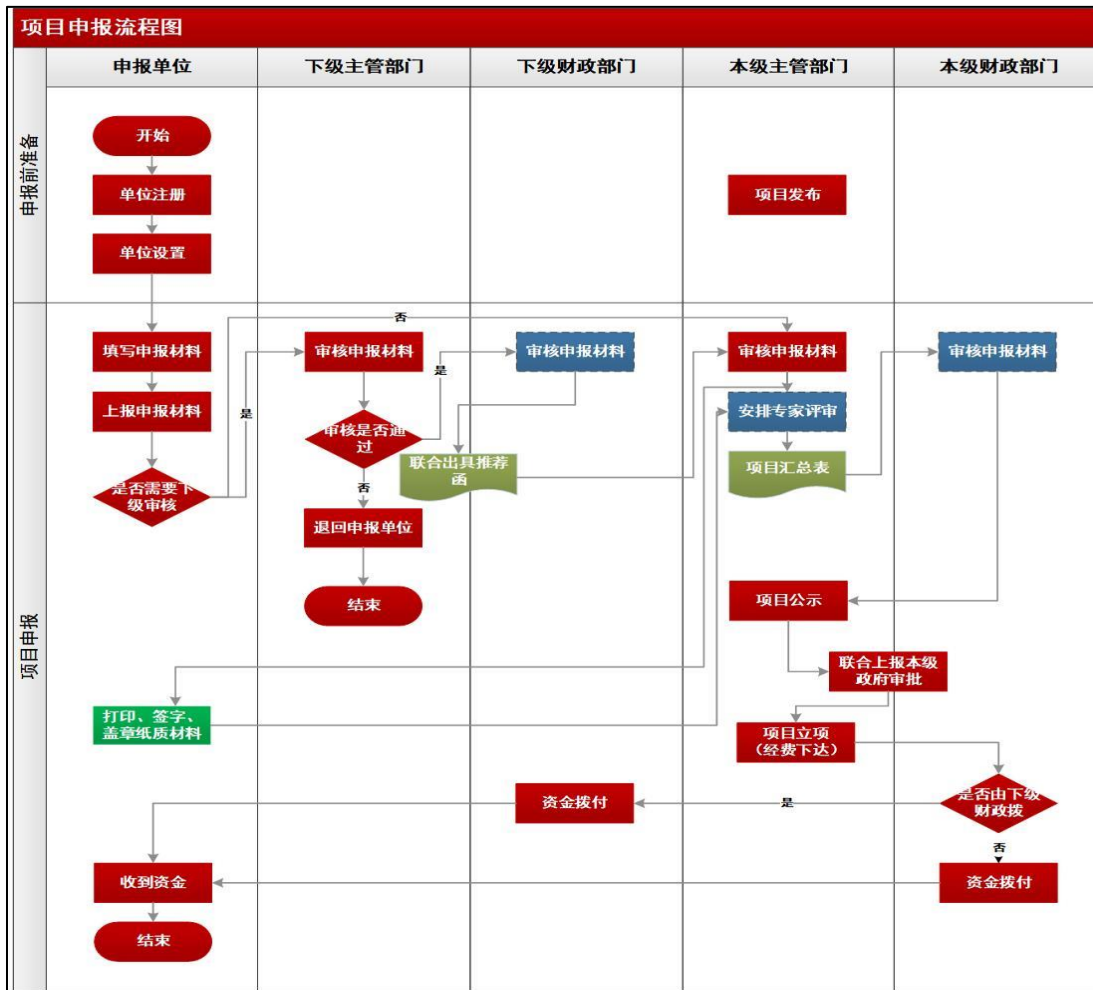 项目申报流程图
申报单位
下级主管部门
下级财政部门
本级主管部门
本级财政部门
申报前准备
开始
单位注册
项目发布
单位设置
项目申报
否
填写申报材料
审核申报材料
是
审核申报材料
审核申报材料
审核申报材料
上报申报材料
是
审核是否通
过
安排专家评审
联合出具推荐
函
项目汇总表
是否需要下
级审核
否
退回申报单位
结束
项目公示
联合上报本级
政府审批
打印、签字、
盖章纸质材料
项目立项
(经费下达)
资金拨付
是
是否由下级
财政拨
否
收到资金
资金拨付
结束